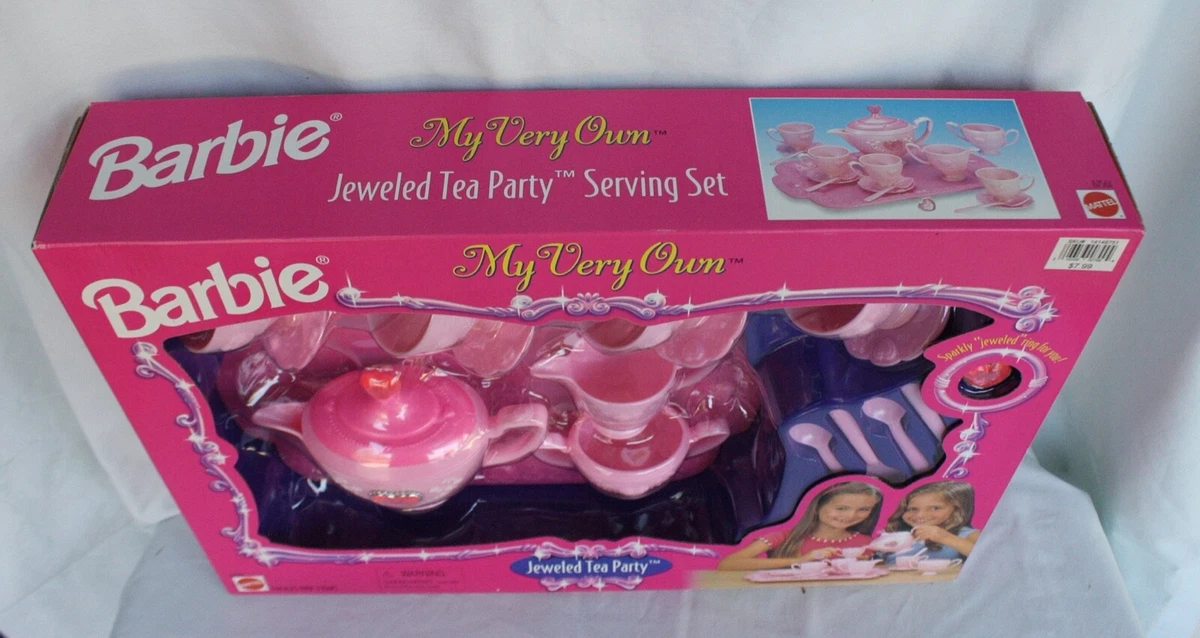 Barbie®
My Very Own™
Jeweled Tea Party™ Serving Set
MATTEL
Barbie®
My Very Own™
$7.99
Sparkly "jeweled" ring for you!
Jeweled Tea Party™
WARNING: